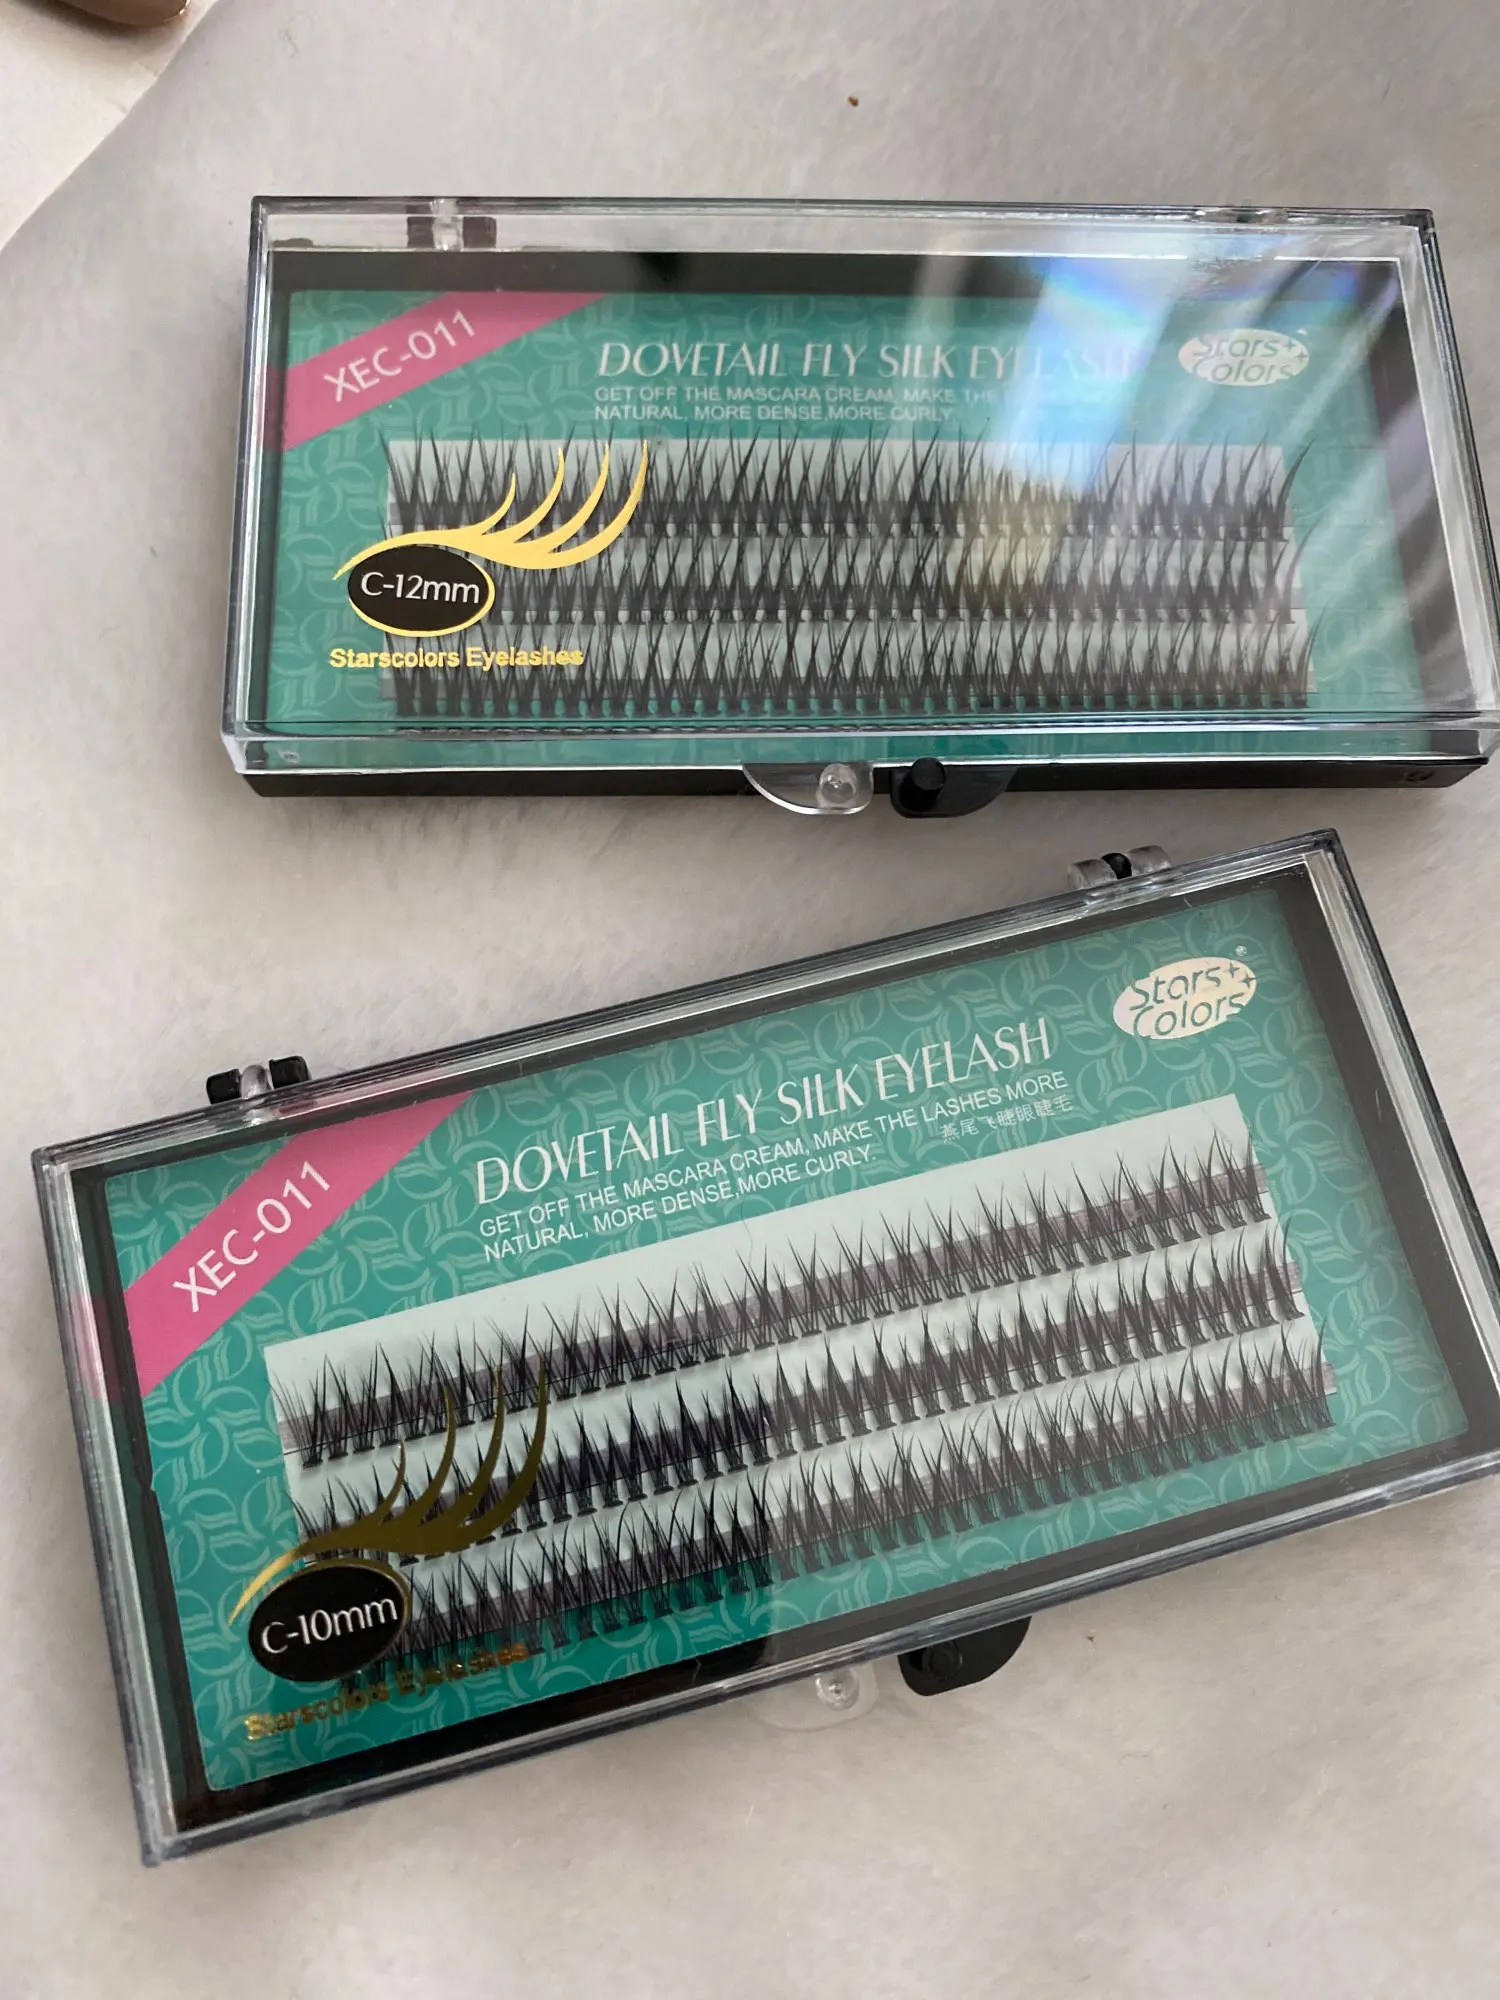 XEC-011
DOVETAIL FLY SILK EYELASH
Stars
Colors
GET OFF THE MASCARA CREAM, MAKE THE
NATURAL, MORE DENSE,MORE CURLY.
C-12mm
Starscolors Eyelashes
XEC-011
DOVETAIL FLY SILK EYELASH
Stars
Colors
®
GET OFF THE MASCARA CREAM, MAKE THE LASHES MORE
NATURAL, MORE DENSE,MORE CURLY.
燕尾飞睫眼睫毛
C-10mm
Starscolors Eyelashes